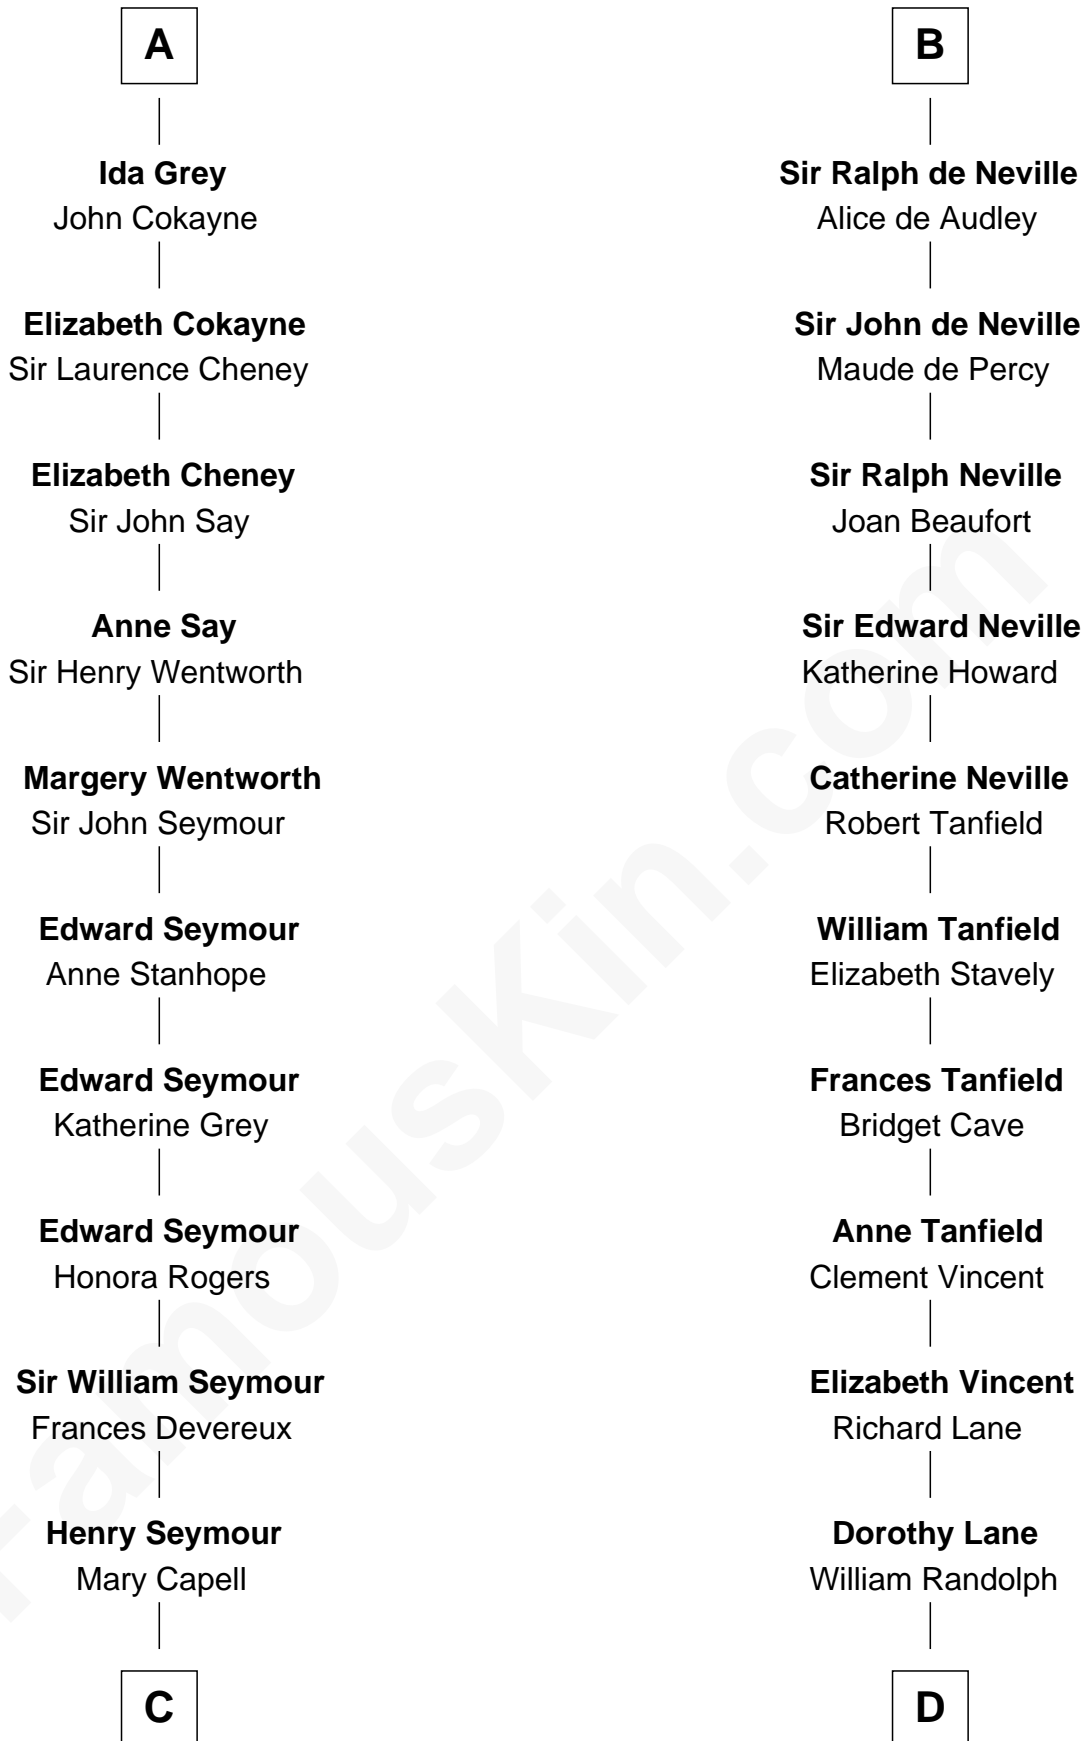 A
Ida Grey
John Cokayne
Elizabeth Cokayne
Sir Laurence Cheney
Elizabeth Cheney
Sir John Say
Anne Say
Sir Henry Wentworth
Margery Wentworth
Sir John Seymour
Edward Seymour
Anne Stanhope
Edward Seymour
Katherine Grey
Edward Seymour
Honora Rogers
Sir William Seymour
Frances Devereux
Henry Seymour
Mary Capell
C
B
Sir Ralph de Neville
Alice de Audley
Sir John de Neville
Maude de Percy
Sir Ralph Neville
Joan Beaufort
Sir Edward Neville
Katherine Howard
Catherine Neville
Robert Tanfield
William Tanfield
Elizabeth Stavely
Frances Tanfield
Bridget Cave
Anne Tanfield
Clement Vincent
Elizabeth Vincent
Richard Lane
Dorothy Lane
William Randolph
D
FamousKin.com